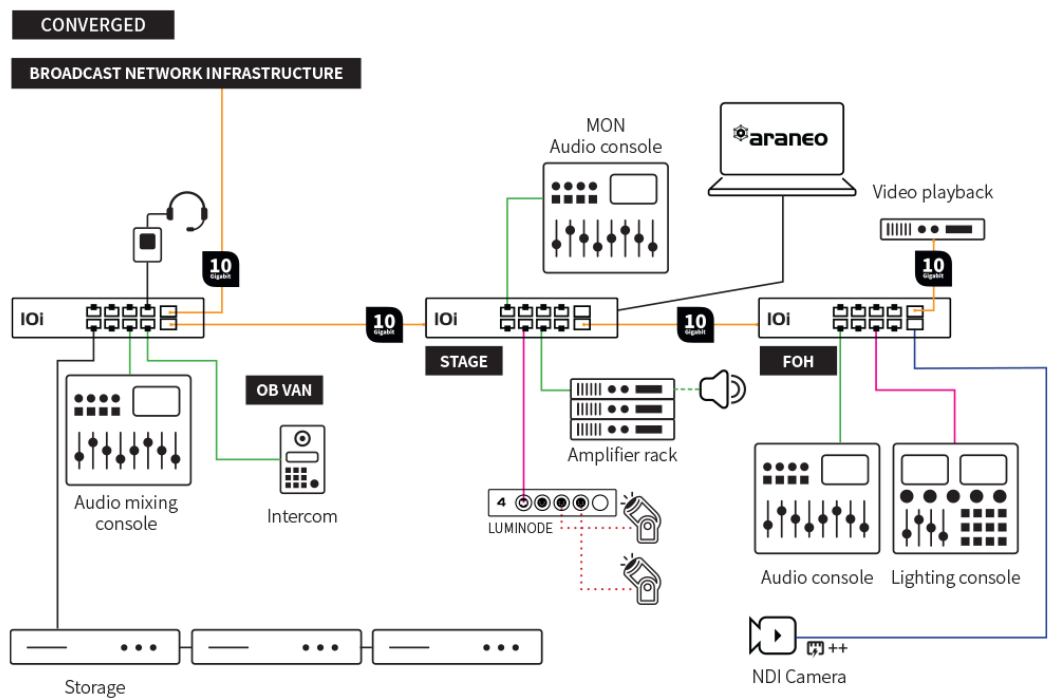 CONVERGED
BROADCAST NETWORK INFRASTRUCTURE
MON
Audio console
araneo
Video playback
10
Gigabit
10
Gigabit
IOi
10
Gigabit
IOi
10
Gigabit
IOi
STAGE
FOH
OB VAN
Amplifier rack
Audio mixing
console
Intercom
4
LUMINODE
Audio console
Lighting console
++
NDI Camera
Storage